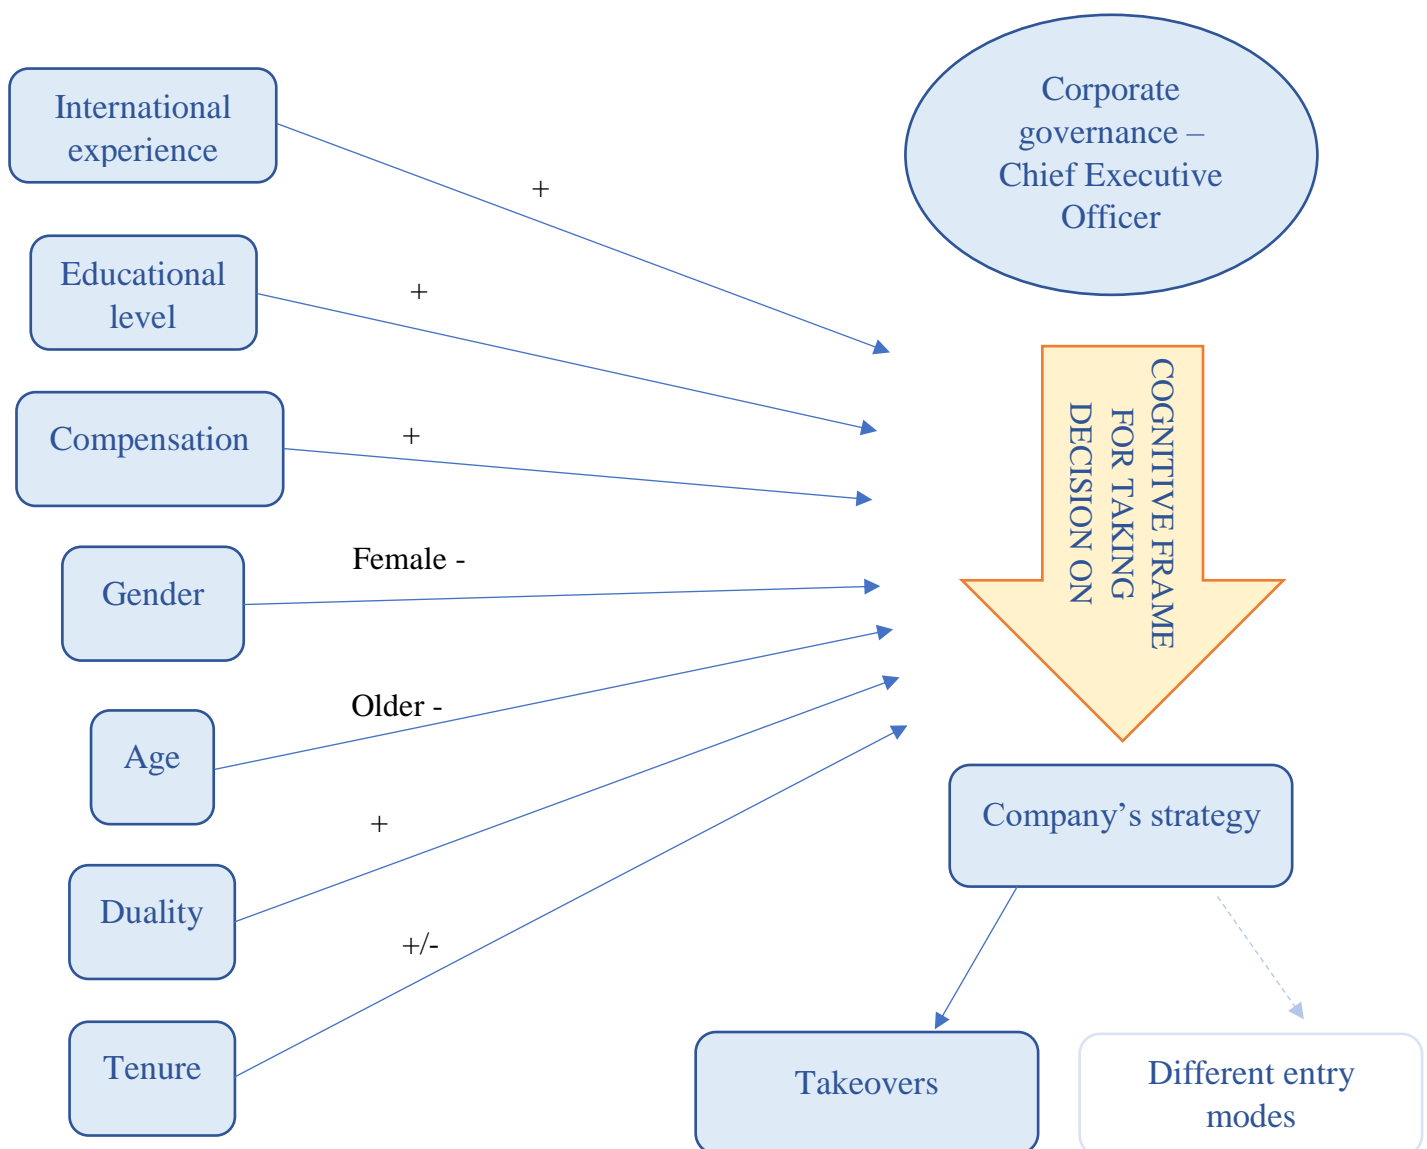 International
experience
+
Educational
level
+
Compensation
+
Gender
Female -
Age
Older -
Duality
+
Tenure
+/-
Corporate
governance –
Chief Executive
Officer
COGNITIVE FRAME
FOR TAKING
DECISION ON
Company’s strategy
Takeovers
Different entry
modes